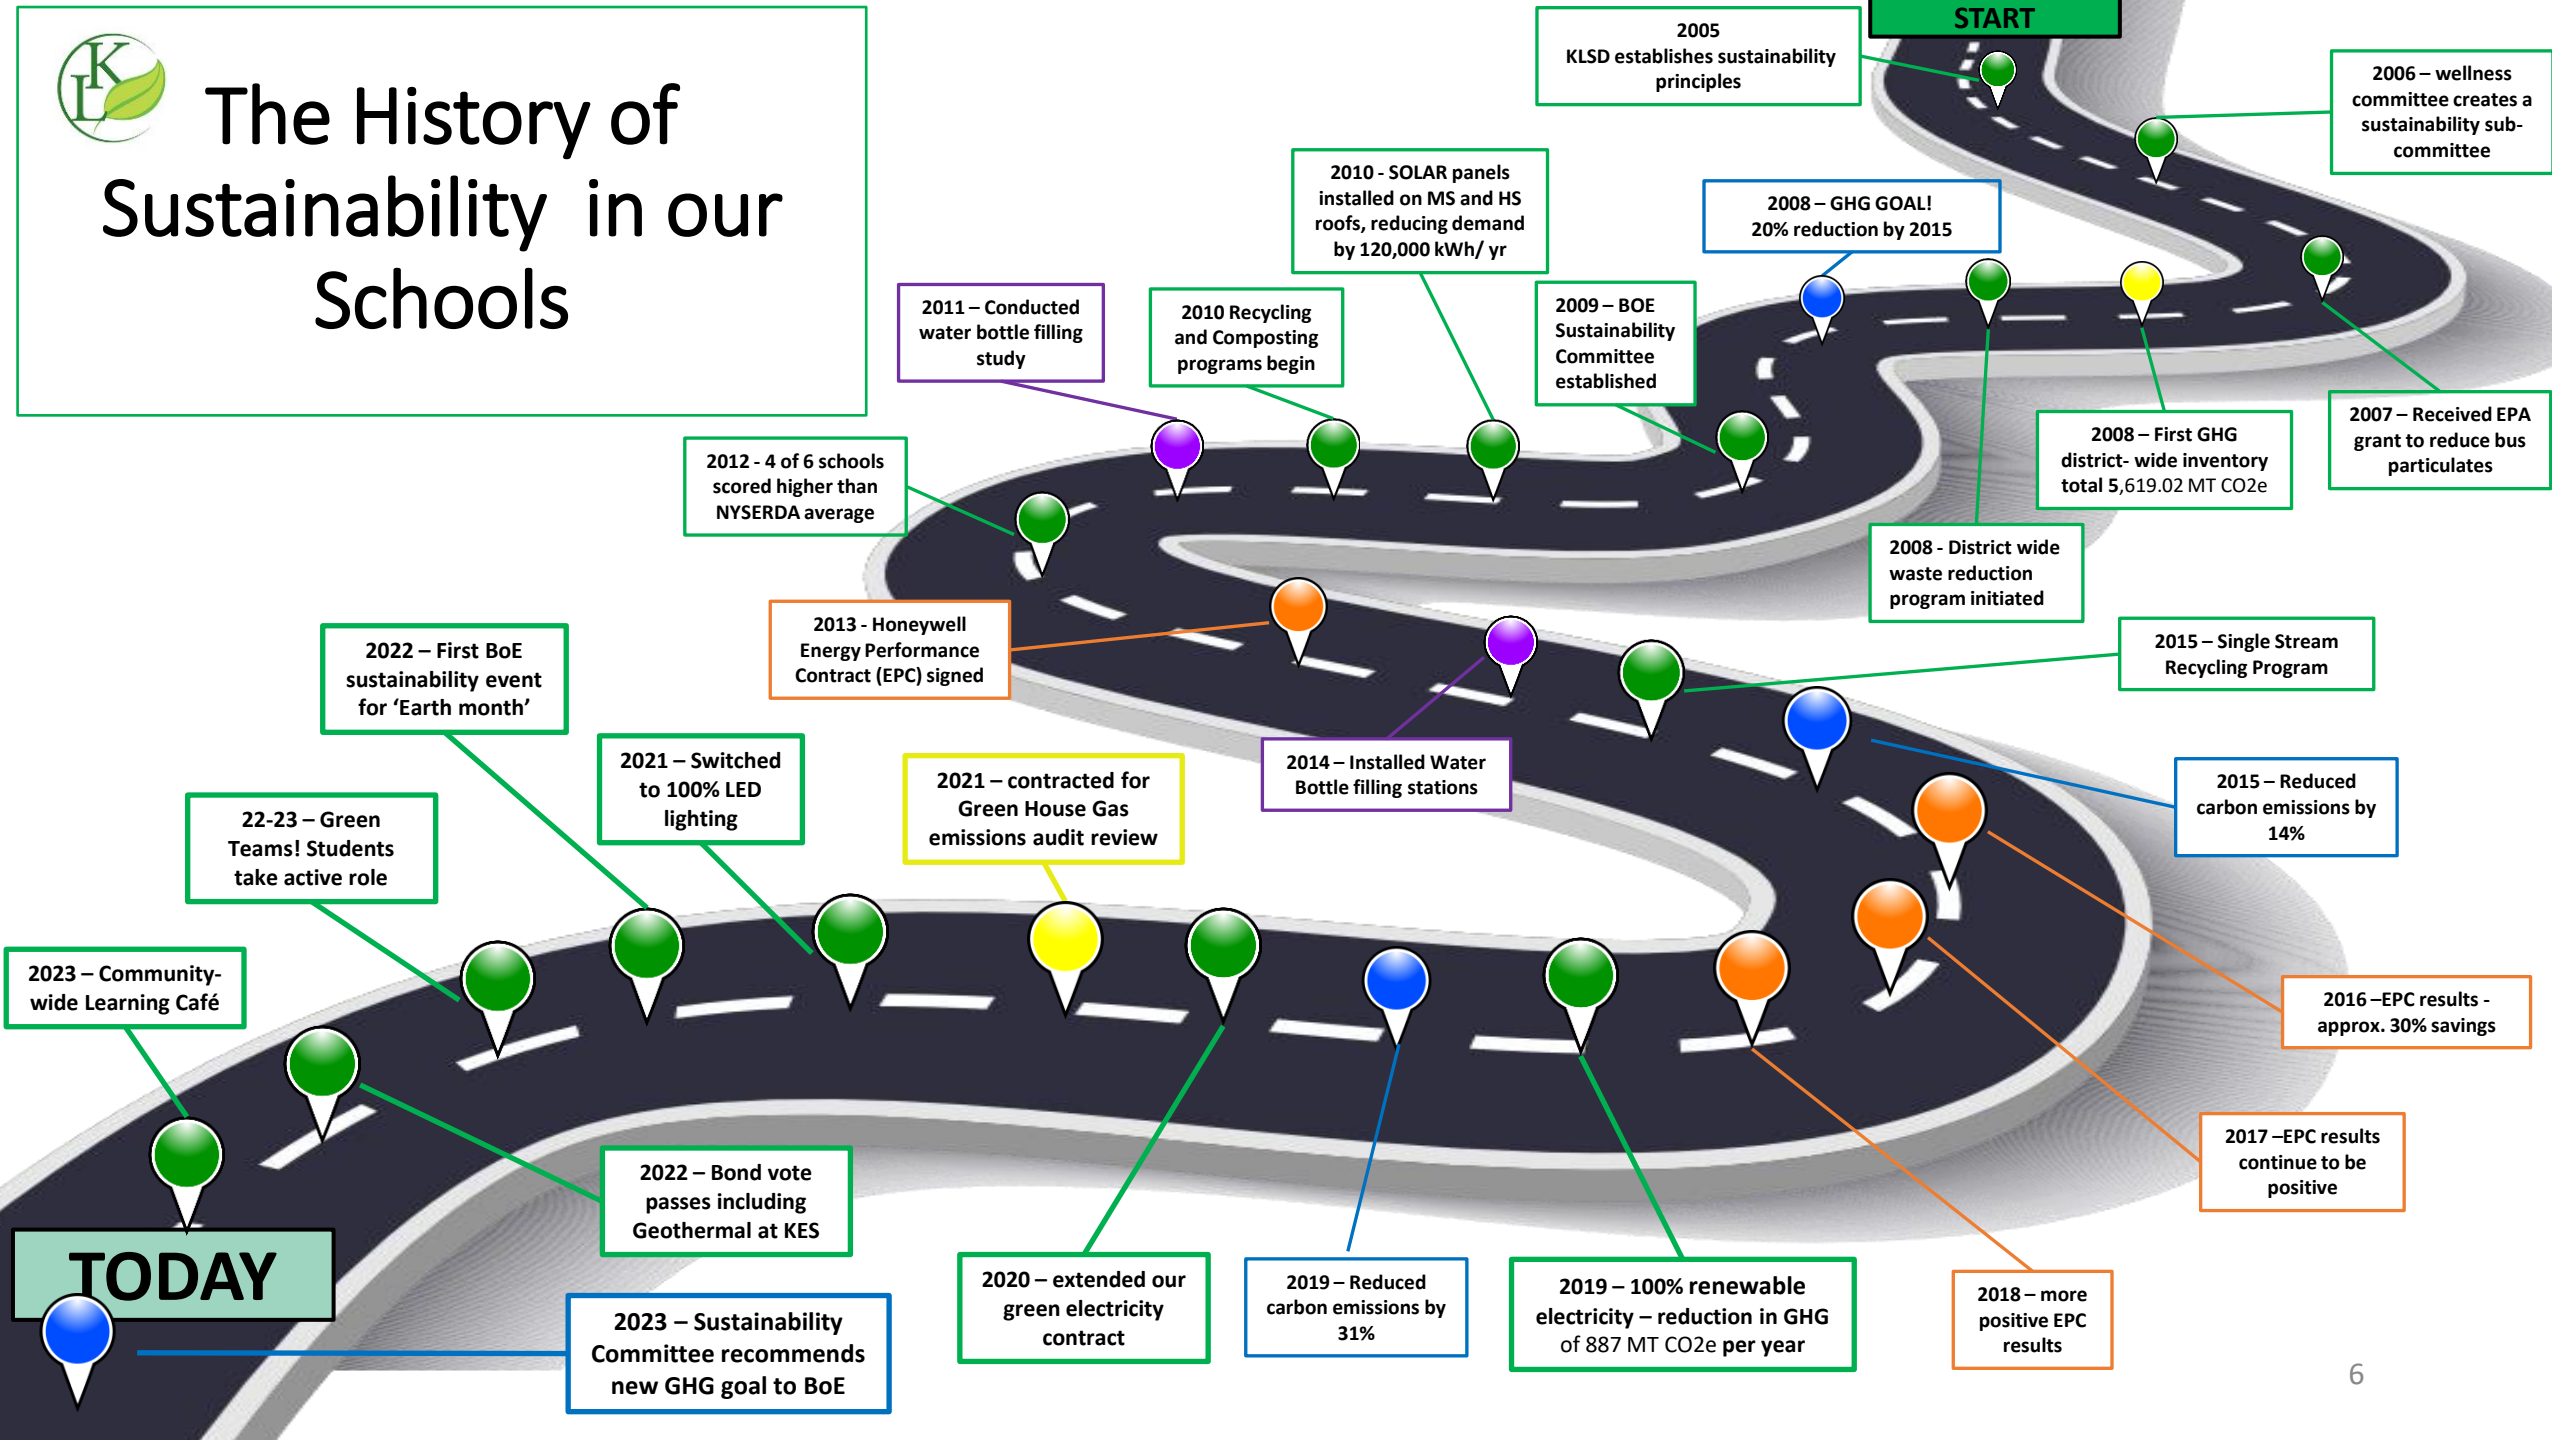 KL
The History of
Sustainability in our
Schools
START
2005
KLSD establishes sustainability
principles
2006 – wellness
committee creates a
sustainability sub-
committee
2007 – Received EPA
grant to reduce bus
particulates
2008 – First GHG
district- wide inventory
total 5,619.02 MT CO2e
2008 - District wide
waste reduction
program initiated
2008 – GHG GOAL!
20% reduction by 2015
2009 – BOE
Sustainability
Committee
established
2010 - SOLAR panels
installed on MS and HS
roofs, reducing demand
by 120,000 kWh/ yr
2010 Recycling
and Composting
programs begin
2011 – Conducted
water bottle filling
study
2012 - 4 of 6 schools
scored higher than
NYSERDA average
2013 - Honeywell
Energy Performance
Contract (EPC) signed
2014 – Installed Water
Bottle filling stations
2015 – Single Stream
Recycling Program
2015 – Reduced
carbon emissions by
14%
2016 –EPC results -
approx. 30% savings
2017 –EPC results
continue to be
positive
2018 – more
positive EPC
results
2019 – 100% renewable
electricity – reduction in GHG
of 887 MT CO2e per year
2019 – Reduced
carbon emissions by
31%
2020 – extended our
green electricity
contract
2021 – contracted for
Green House Gas
emissions audit review
2021 – Switched
to 100% LED
lighting
2022 – First BoE
sustainability event
for ‘Earth month’
22-23 – Green
Teams! Students
take active role
2022 – Bond vote
passes including
Geothermal at KES
2023 – Community-
wide Learning Café
TODAY
2023 – Sustainability
Committee recommends
new GHG goal to BoE
6